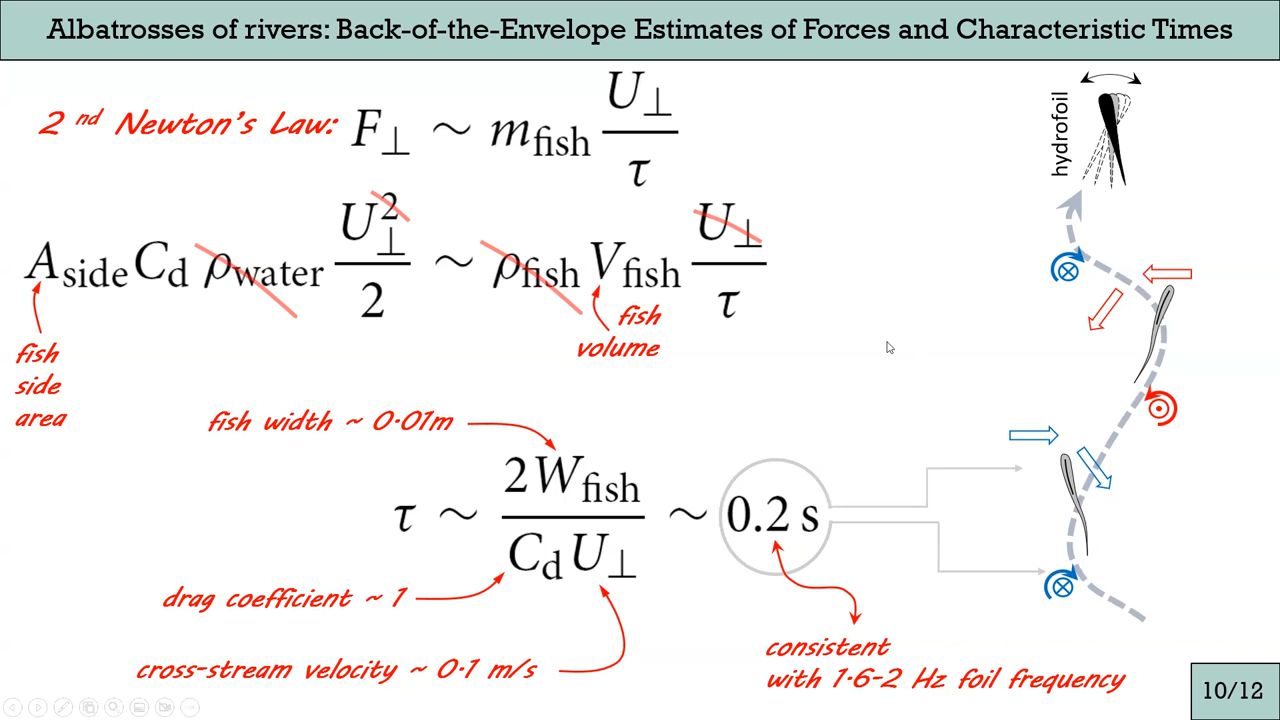 Albatrosses of rivers: Back-of-the-Envelope Estimates of Forces and Characteristic Times
2 nd Newton's Law: F⊥ ~ m_fish U⊥/τ
A_side C_d ρ_water U⊥²/2 ~ ρ_fish V_fish U⊥/τ
fish
side
area
fish
volume
fish width ~ 0.01m
τ ~ 2W_fish/(C_d U⊥) ~ 0.2 s
drag coefficient ~ 1
cross-stream velocity ~ 0.1 m/s
consistent
with 1.6-2 Hz foil frequency
hydrofoil
10/12